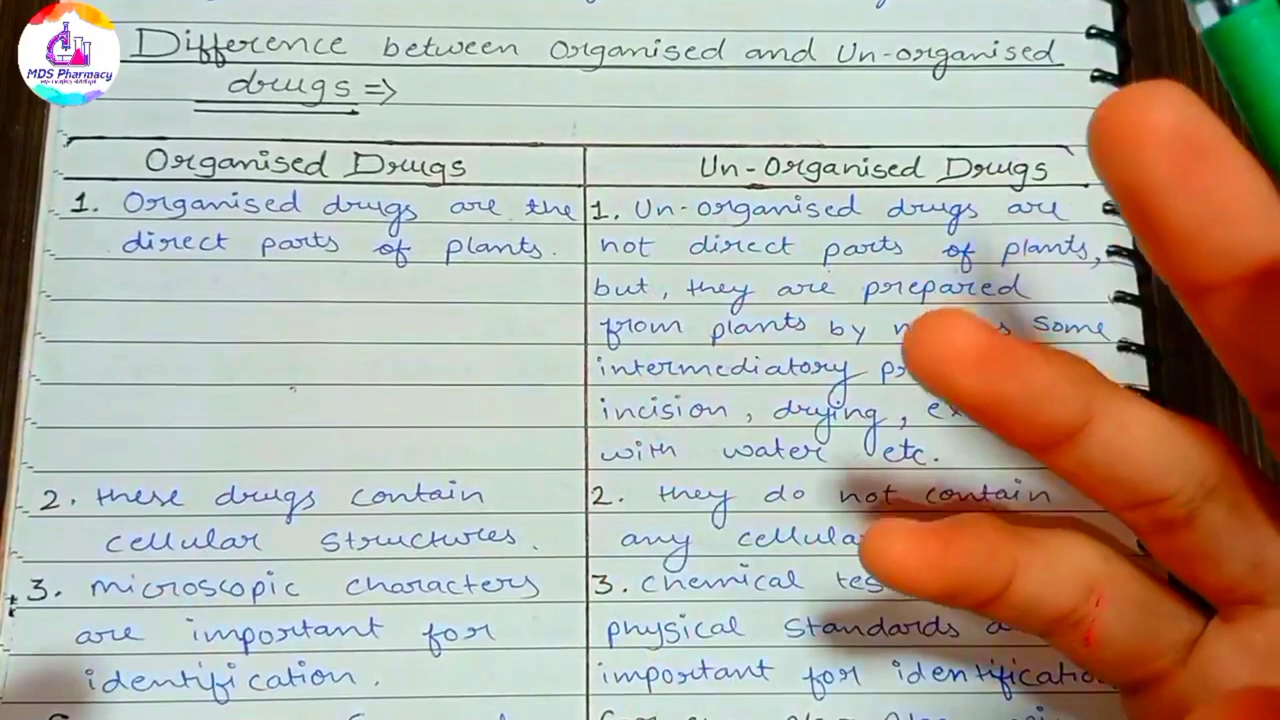 MDS Pharmacy
Difference between Organised and Un-organised
drugs =>
Organised Drugs
1. Organised drugs are the
direct parts of plants.
2. these drugs contain
cellular structures.
3. microscopic characters
are important for
identification.
Un-Organised Drugs
1. Un-organised drugs are
not direct parts of plants,
but, they are prepared
from plants by some
intermediatory
incision, drying,
with water etc.
2. they do not contain
any
3. chemical
physical standards
important for